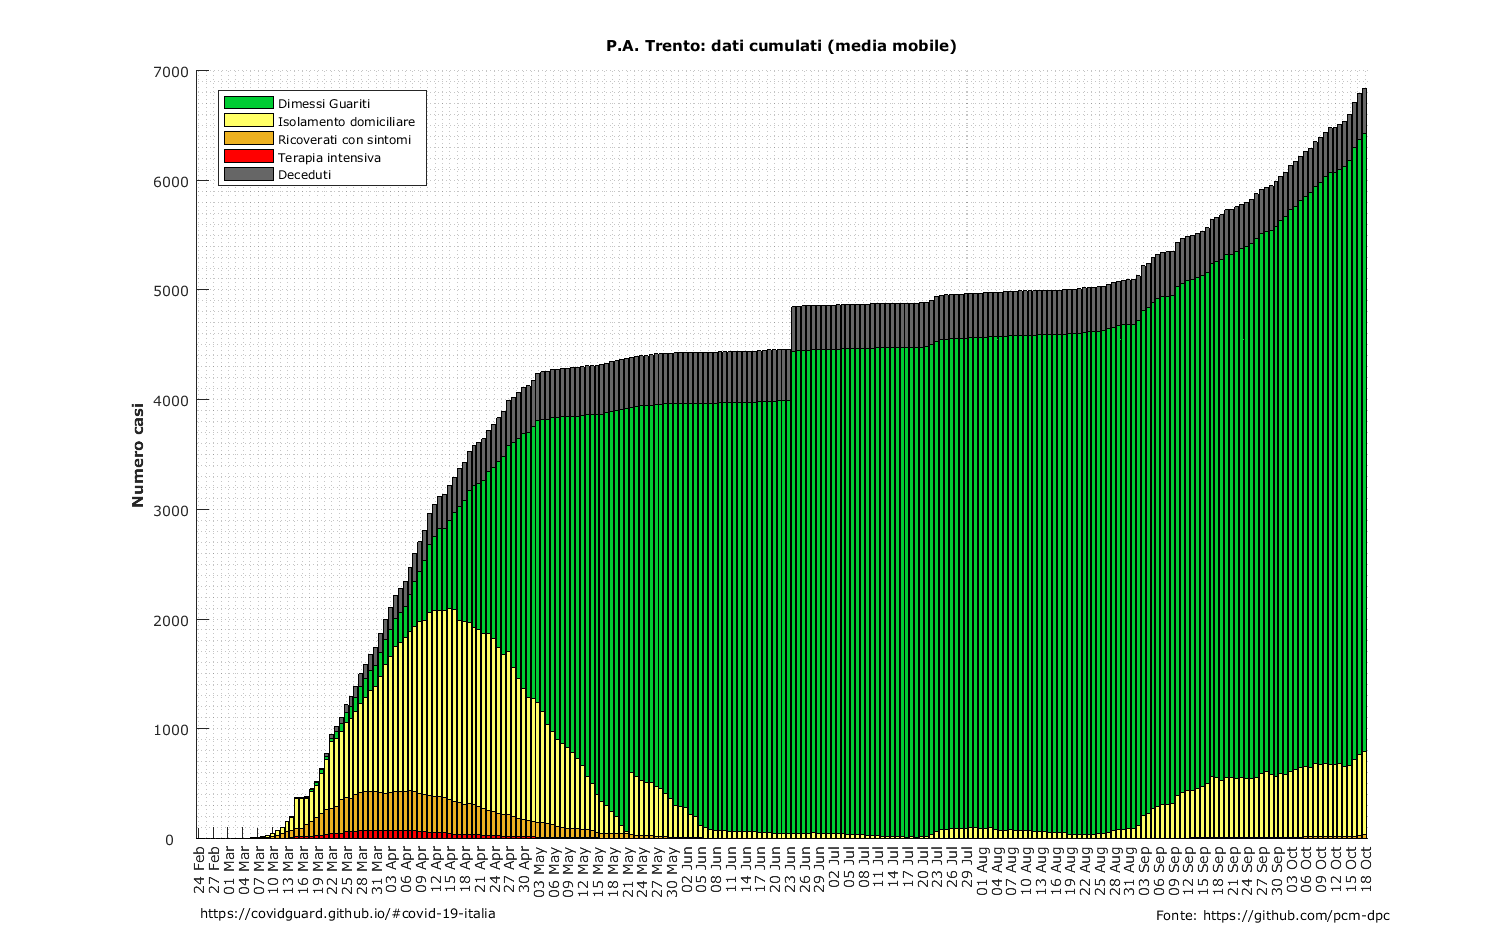 P.A. Trento: dati cumulati (media mobile)
Dimessi Guariti
Isolamento domiciliare
Ricoverati con sintomi
Terapia intensiva
Deceduti
Numero casi
7000
6000
5000
4000
3000
2000
1000
0
24 Feb
27 Feb
01 Mar
04 Mar
07 Mar
10 Mar
13 Mar
16 Mar
19 Mar
22 Mar
25 Mar
28 Mar
31 Mar
03 Apr
06 Apr
09 Apr
12 Apr
15 Apr
18 Apr
21 Apr
24 Apr
27 Apr
30 Apr
03 May
06 May
09 May
12 May
15 May
18 May
21 May
24 May
27 May
30 May
02 Jun
05 Jun
08 Jun
11 Jun
14 Jun
17 Jun
20 Jun
23 Jun
26 Jun
29 Jun
02 Jul
05 Jul
08 Jul
11 Jul
14 Jul
17 Jul
20 Jul
23 Jul
26 Jul
29 Jul
01 Aug
04 Aug
07 Aug
10 Aug
13 Aug
16 Aug
19 Aug
22 Aug
25 Aug
28 Aug
31 Aug
03 Sep
06 Sep
09 Sep
12 Sep
15 Sep
18 Sep
21 Sep
24 Sep
27 Sep
30 Sep
03 Oct
06 Oct
09 Oct
12 Oct
15 Oct
18 Oct
https://covidguard.github.io/#covid-19-italia
Fonte: https://github.com/pcm-dpc